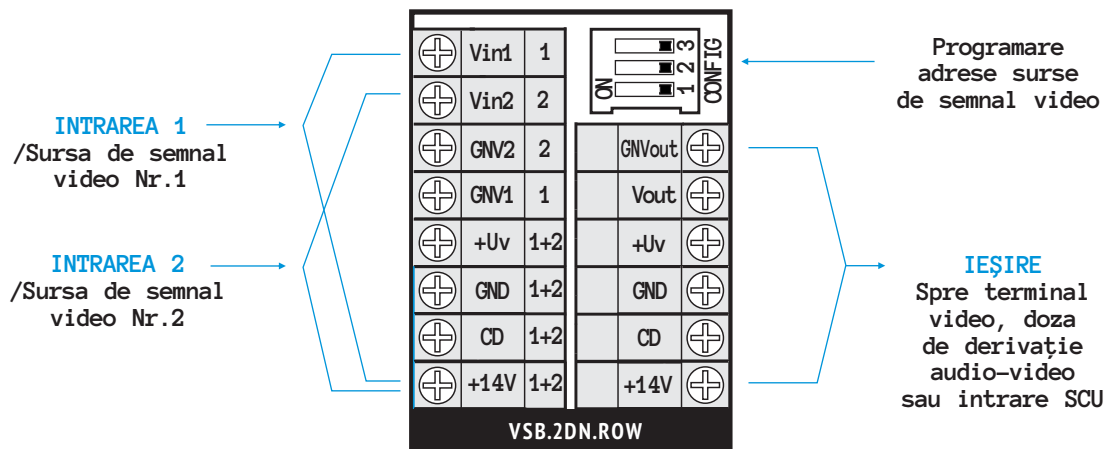 INTRAREA 1
/Sursa de semnal
video Nr.1
INTRAREA 2
/Sursa de semnal
video Nr.2
Vin1 1
Vin2 2
GNV2 2
GNV1 1
+Uv 1+2
GND 1+2
CD 1+2
+14V 1+2
ON
1 2 3
CONFIG
GNVout
Vout
+Uv
GND
CD
+14V
VSB.2DN.ROW
Programare
adrese surse
de semnal video
IEȘIRE
Spre terminal
video, doza
de derivație
audio-video
sau intrare SCU